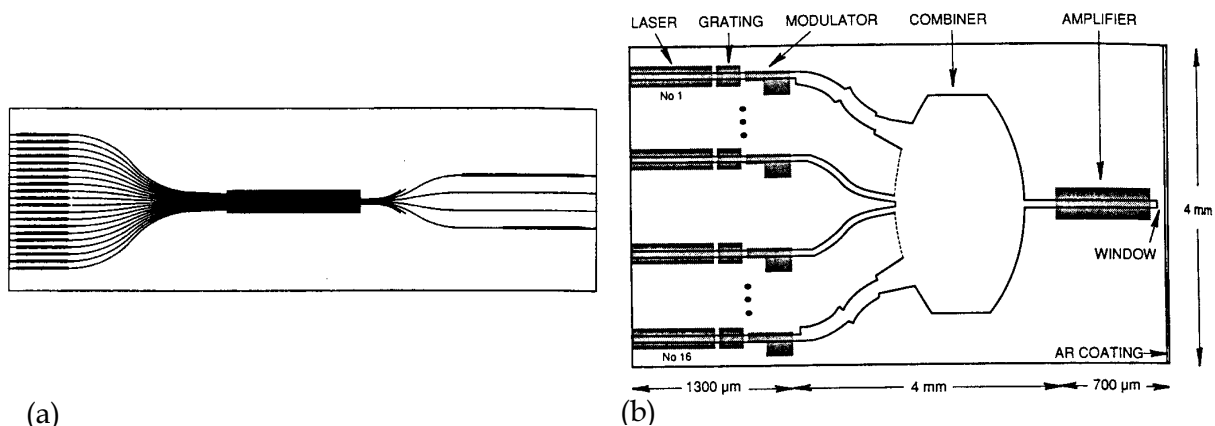 LASER GRATING MODULATOR COMBINER AMPLIFIER
No 1
4 mm
WINDOW
No 16
AR COATING
1300 µm 4 mm 700 µm
(a) (b)